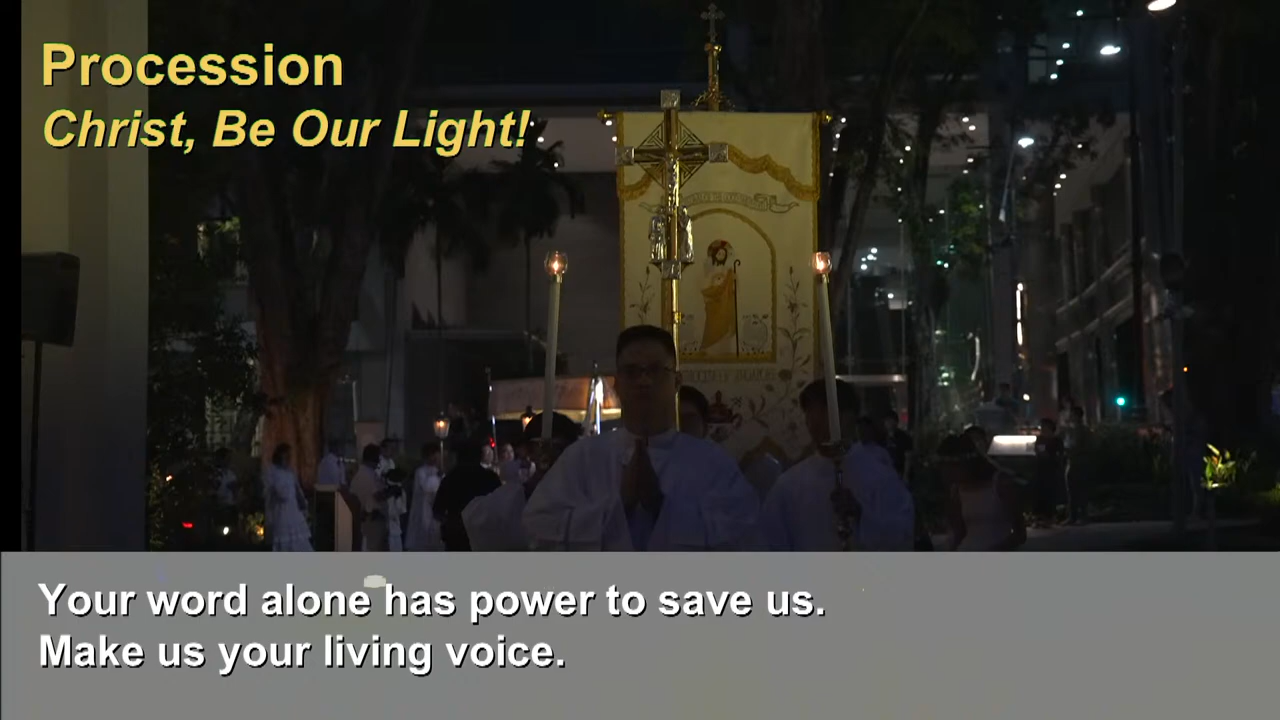 Procession
Christ, Be Our Light!
Your word alone has power to save us.
Make us your living voice.